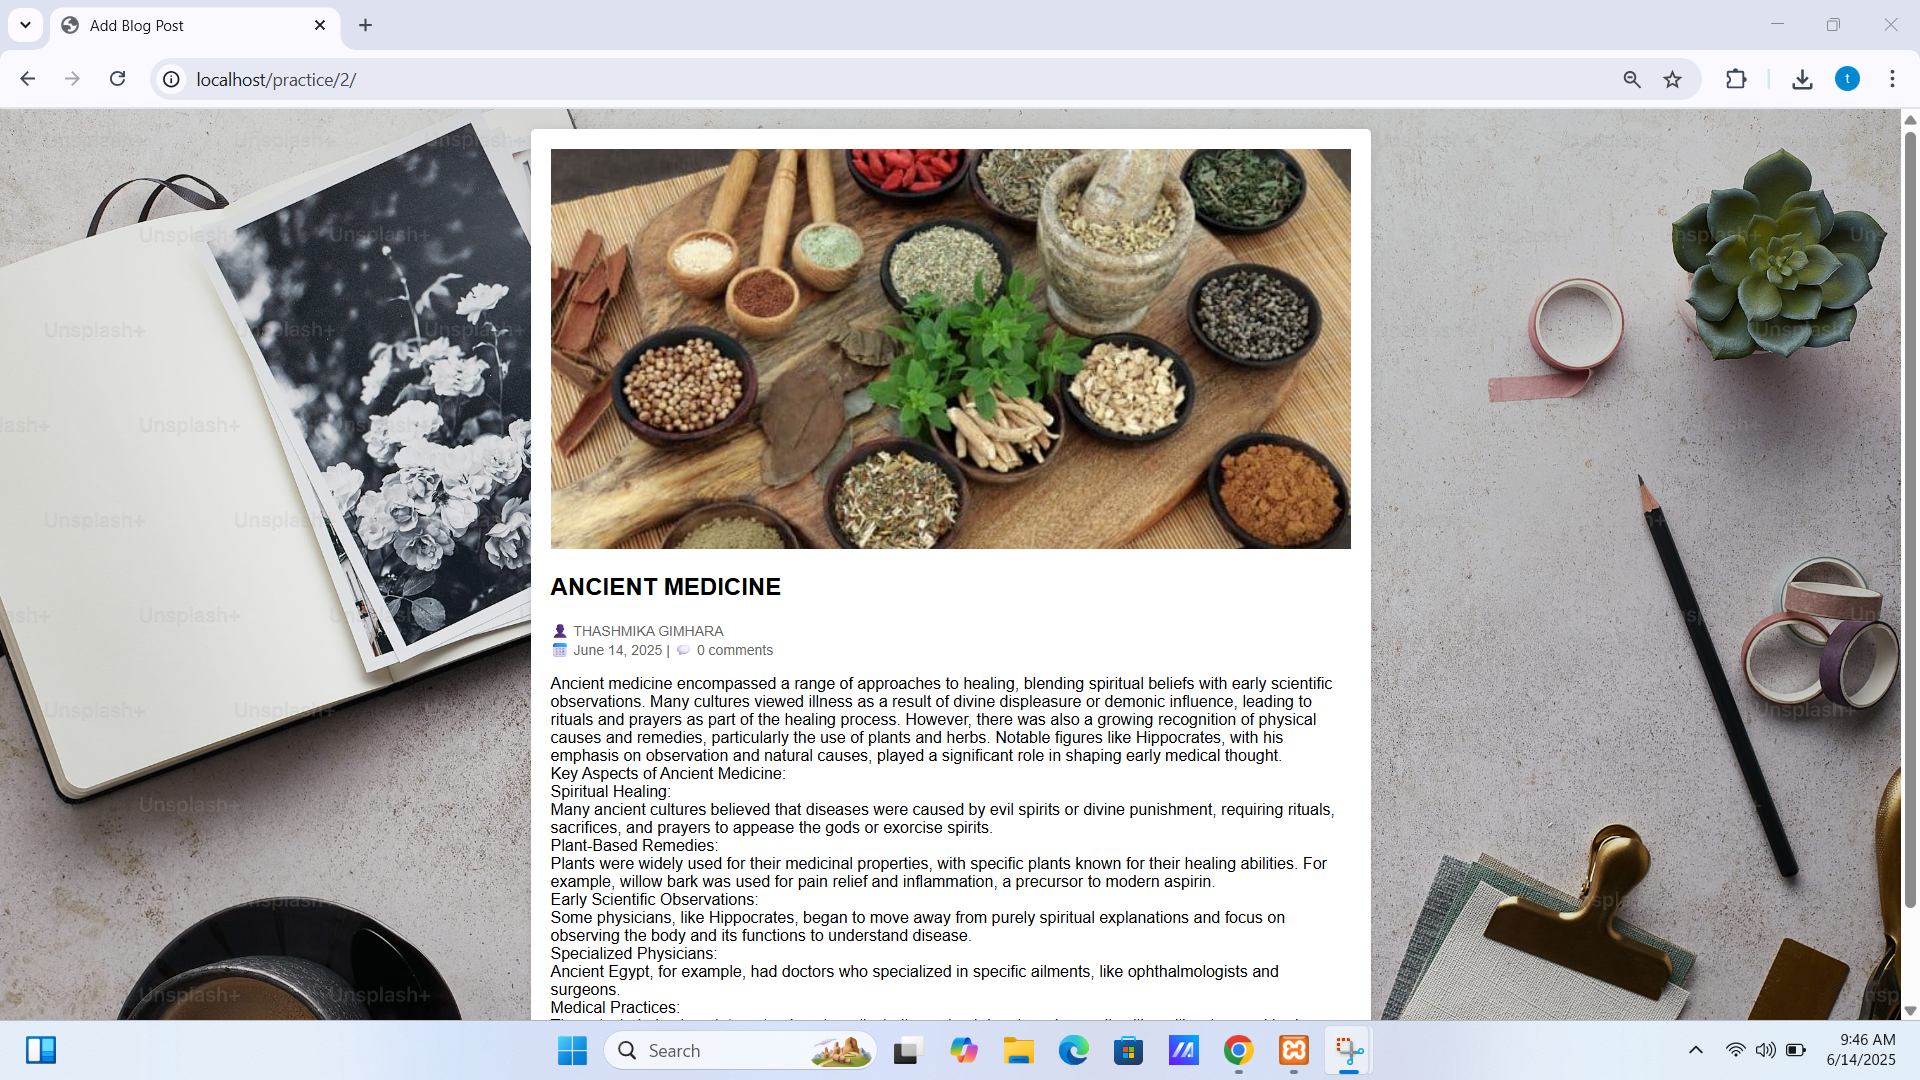 Add Blog Post
localhost/practice/2/
t
Unsplash+
ANCIENT MEDICINE
THASHMIKA GIMHARA
June 14, 2025 | 0 comments
Ancient medicine encompassed a range of approaches to healing, blending spiritual beliefs with early scientific
observations. Many cultures viewed illness as a result of divine displeasure or demonic influence, leading to
rituals and prayers as part of the healing process. However, there was also a growing recognition of physical
causes and remedies, particularly the use of plants and herbs. Notable figures like Hippocrates, with his
emphasis on observation and natural causes, played a significant role in shaping early medical thought.
Key Aspects of Ancient Medicine:
Spiritual Healing:
Many ancient cultures believed that diseases were caused by evil spirits or divine punishment, requiring rituals,
sacrifices, and prayers to appease the gods or exorcise spirits.
Plant-Based Remedies:
Plants were widely used for their medicinal properties, with specific plants known for their healing abilities. For
example, willow bark was used for pain relief and inflammation, a precursor to modern aspirin.
Early Scientific Observations:
Some physicians, like Hippocrates, began to move away from purely spiritual explanations and focus on
observing the body and its functions to understand disease.
Specialized Physicians:
Ancient Egypt, for example, had doctors who specialized in specific ailments, like ophthalmologists and
surgeons.
Medical Practices:
Search
9:46 AM
6/14/2025